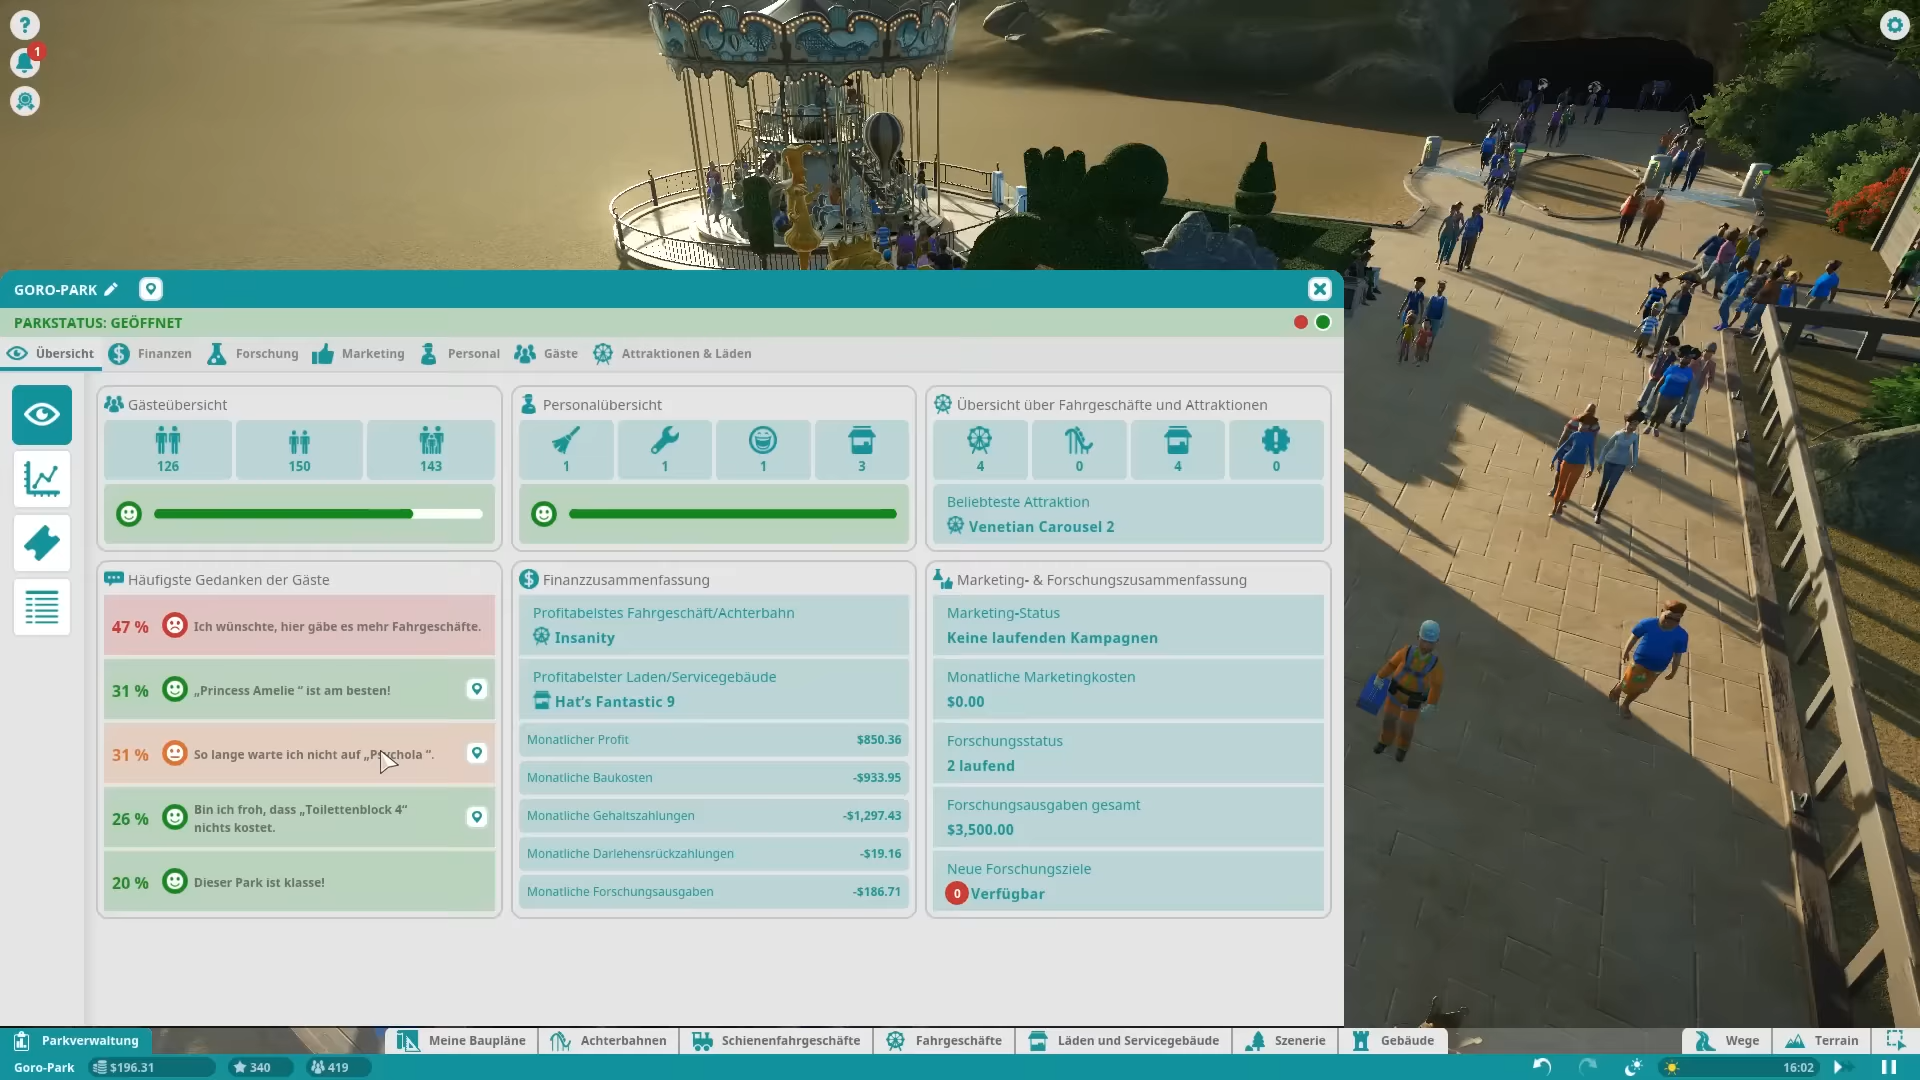 ?
1
GORO-PARK
PARKSTATUS: GEÖFFNET
Übersicht
Finanzen
Forschung
Marketing
Personal
Gäste
Attraktionen & Läden
Gästeübersicht
126
150
143
Personalübersicht
1
1
1
3
Übersicht über Fahrgeschäfte und Attraktionen
4
0
4
0
Beliebteste Attraktion
Venetian Carousel 2
Häufigste Gedanken der Gäste
47 %
Ich wünschte, hier gäbe es mehr Fahrgeschäfte.
31 %
„Princess Amelie “ ist am besten!
31 %
So lange warte ich nicht auf „Psychola “.
26 %
Bin ich froh, dass „Toilettenblock 4“
nichts kostet.
20 %
Dieser Park ist klasse!
Finanzzusammenfassung
Profitabelstes Fahrgeschäft/Achterbahn
Insanity
Profitabelster Laden/Servicegebäude
Hat's Fantastic 9
Monatlicher Profit
$850.36
Monatliche Baukosten
-$933.95
Monatliche Gehaltszahlungen
-$1,297.43
Monatliche Darlehensrückzahlungen
-$19.16
Monatliche Forschungsausgaben
-$186.71
Marketing- & Forschungszusammenfassung
Marketing-Status
Keine laufenden Kampagnen
Monatliche Marketingkosten
$0.00
Forschungsstatus
2 laufend
Forschungsausgaben gesamt
$3,500.00
Neue Forschungsziele
0 Verfügbar
Parkverwaltung
Meine Baupläne
Achterbahnen
Schienenfahrgeschäfte
Fahrgeschäfte
Läden und Servicegebäude
Szenerie
Gebäude
Wege
Terrain
Goro-Park
$196.31
340
419
16:02